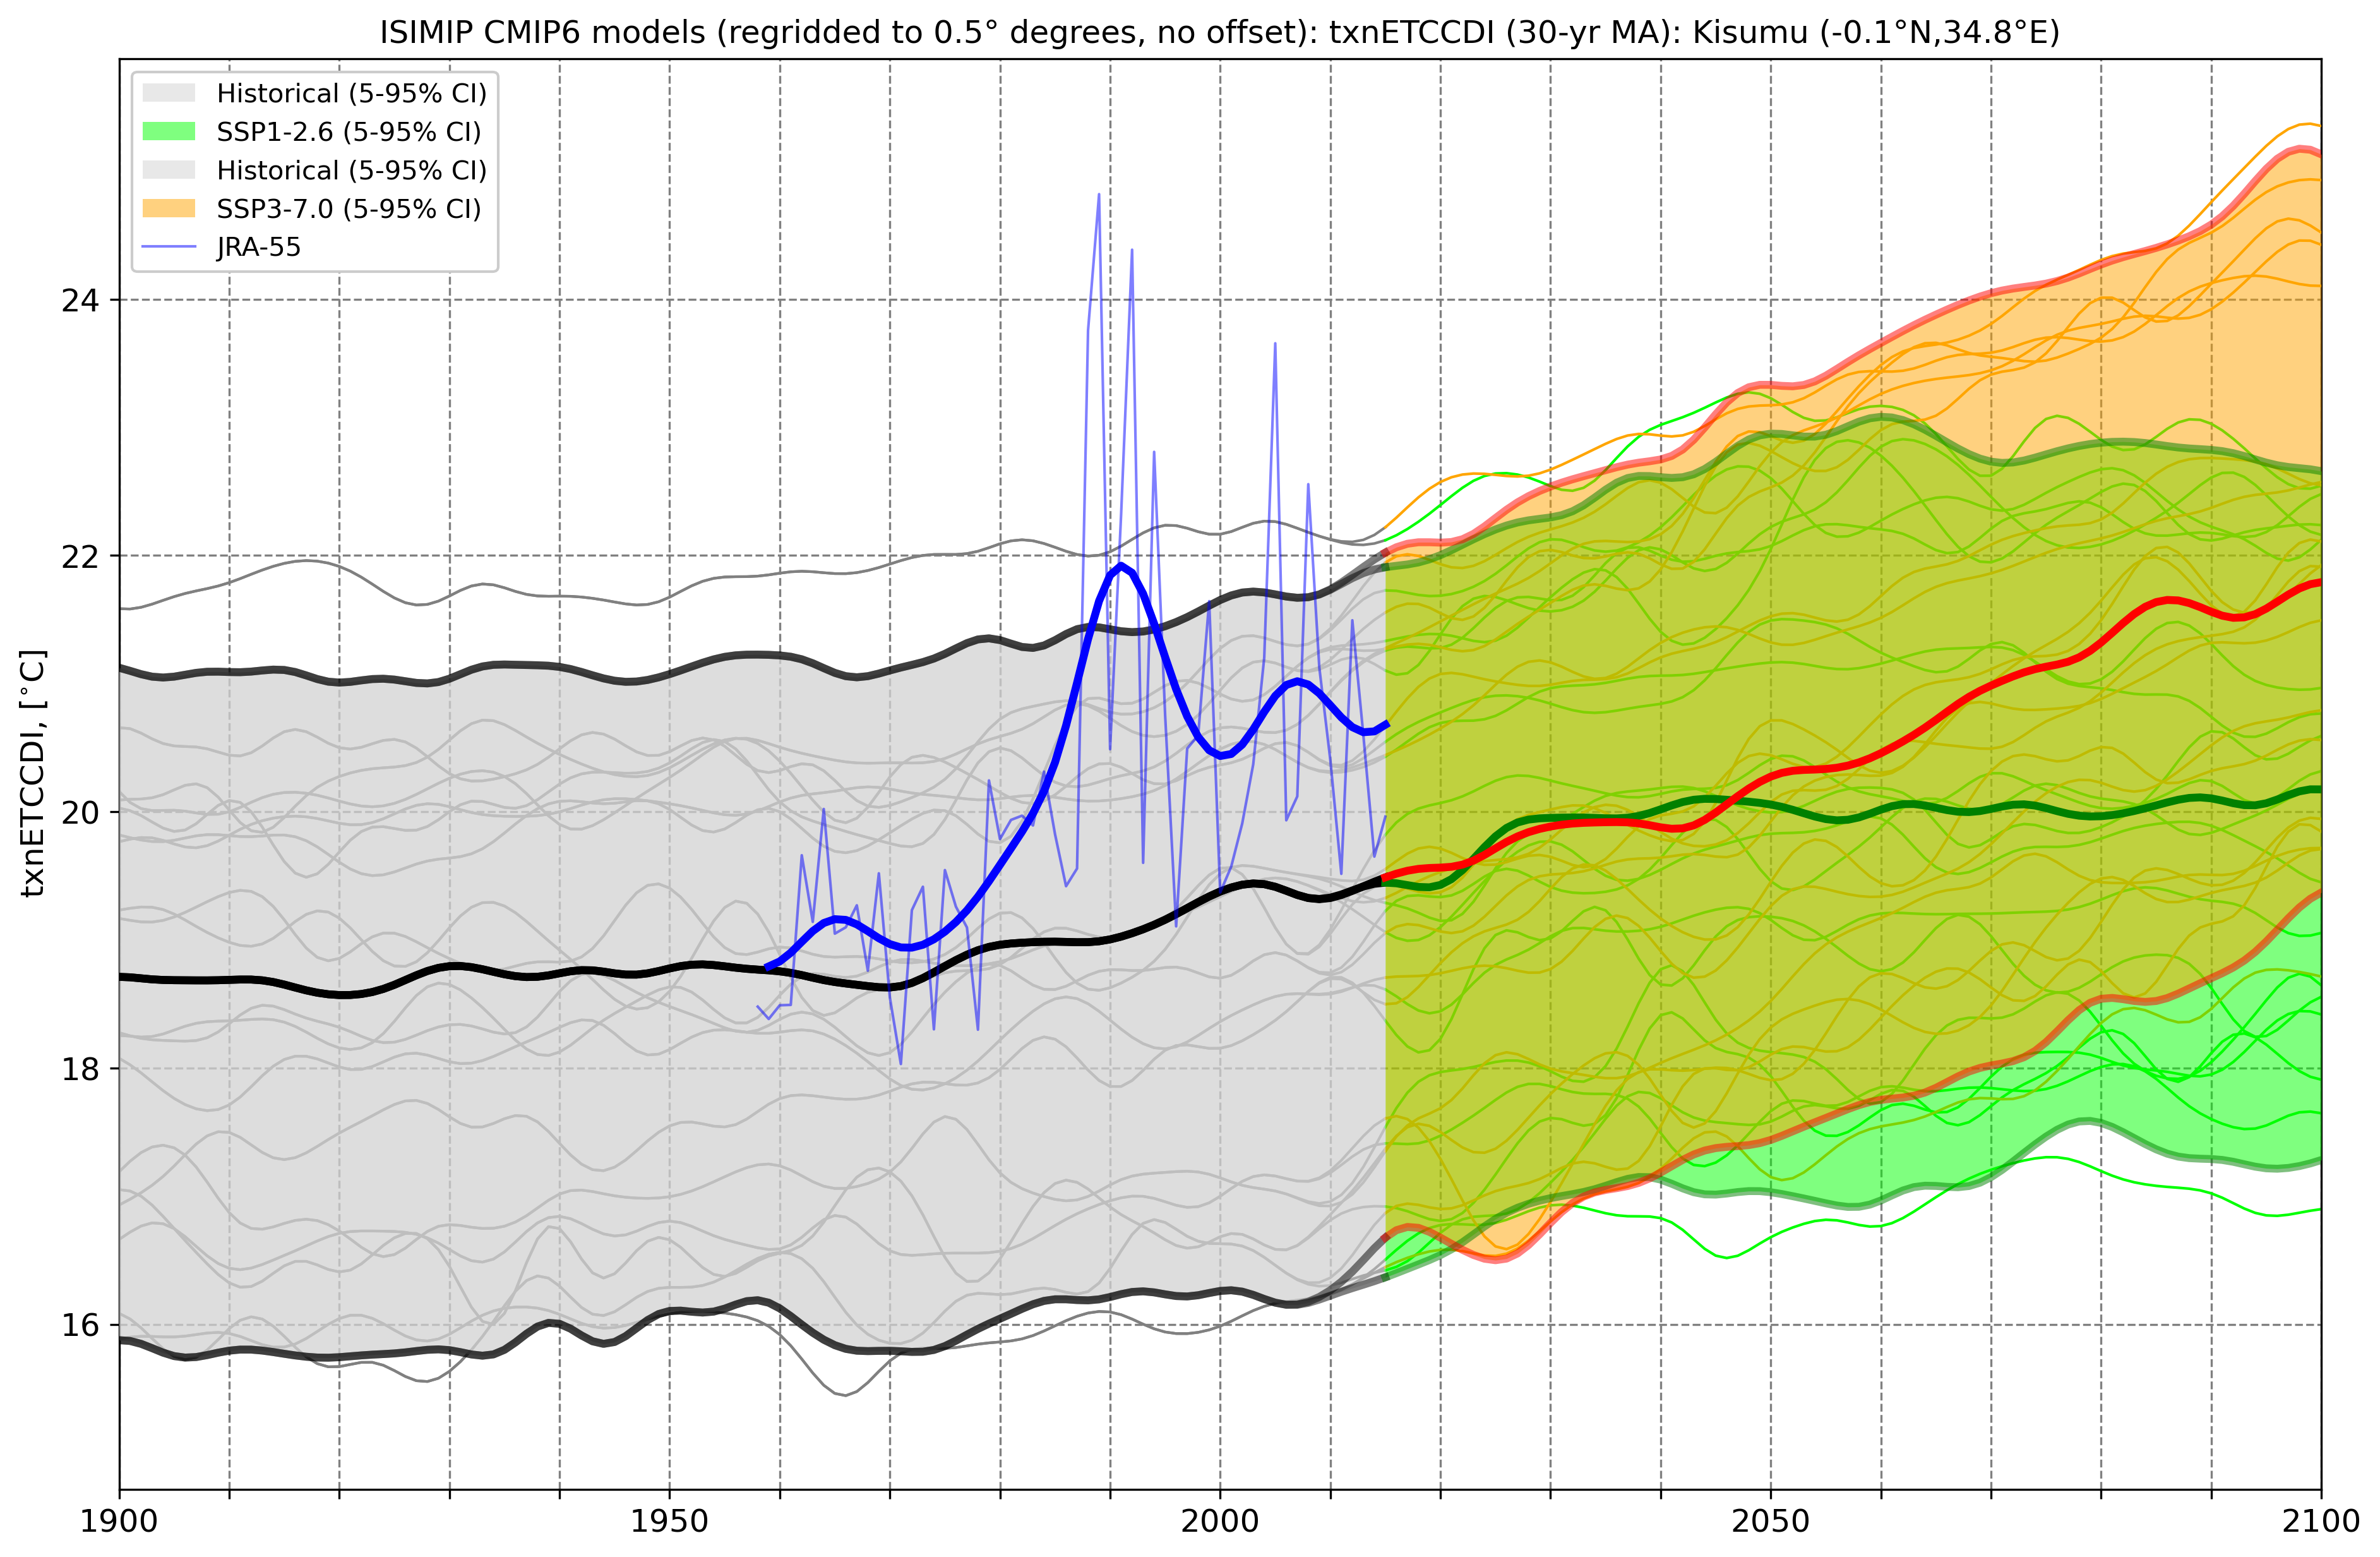 ISIMIP CMIP6 models (regridded to 0.5° degrees, no offset): txnETCCDI (30-yr MA): Kisumu (-0.1°N,34.8°E)
Historical (5-95% CI)
SSP1-2.6 (5-95% CI)
Historical (5-95% CI)
SSP3-7.0 (5-95% CI)
JRA-55
txnETCCDI, [°C]
24
22
20
18
16
1900
1950
2000
2050
2100